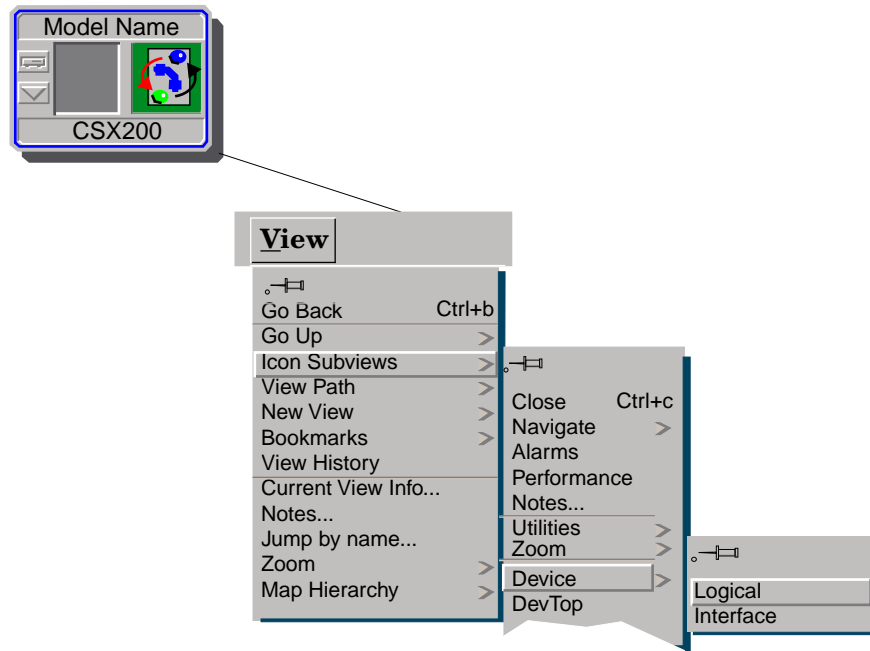 Model Name
CSX200
View
Go Back Ctrl+b
Go Up
Icon Subviews
View Path
New View
Bookmarks
View History
Current View Info...
Notes...
Jump by name...
Zoom
Map Hierarchy
Close Ctrl+c
Navigate
Alarms
Performance
Notes...
Utilities
Zoom
Device
DevTop
Logical
Interface